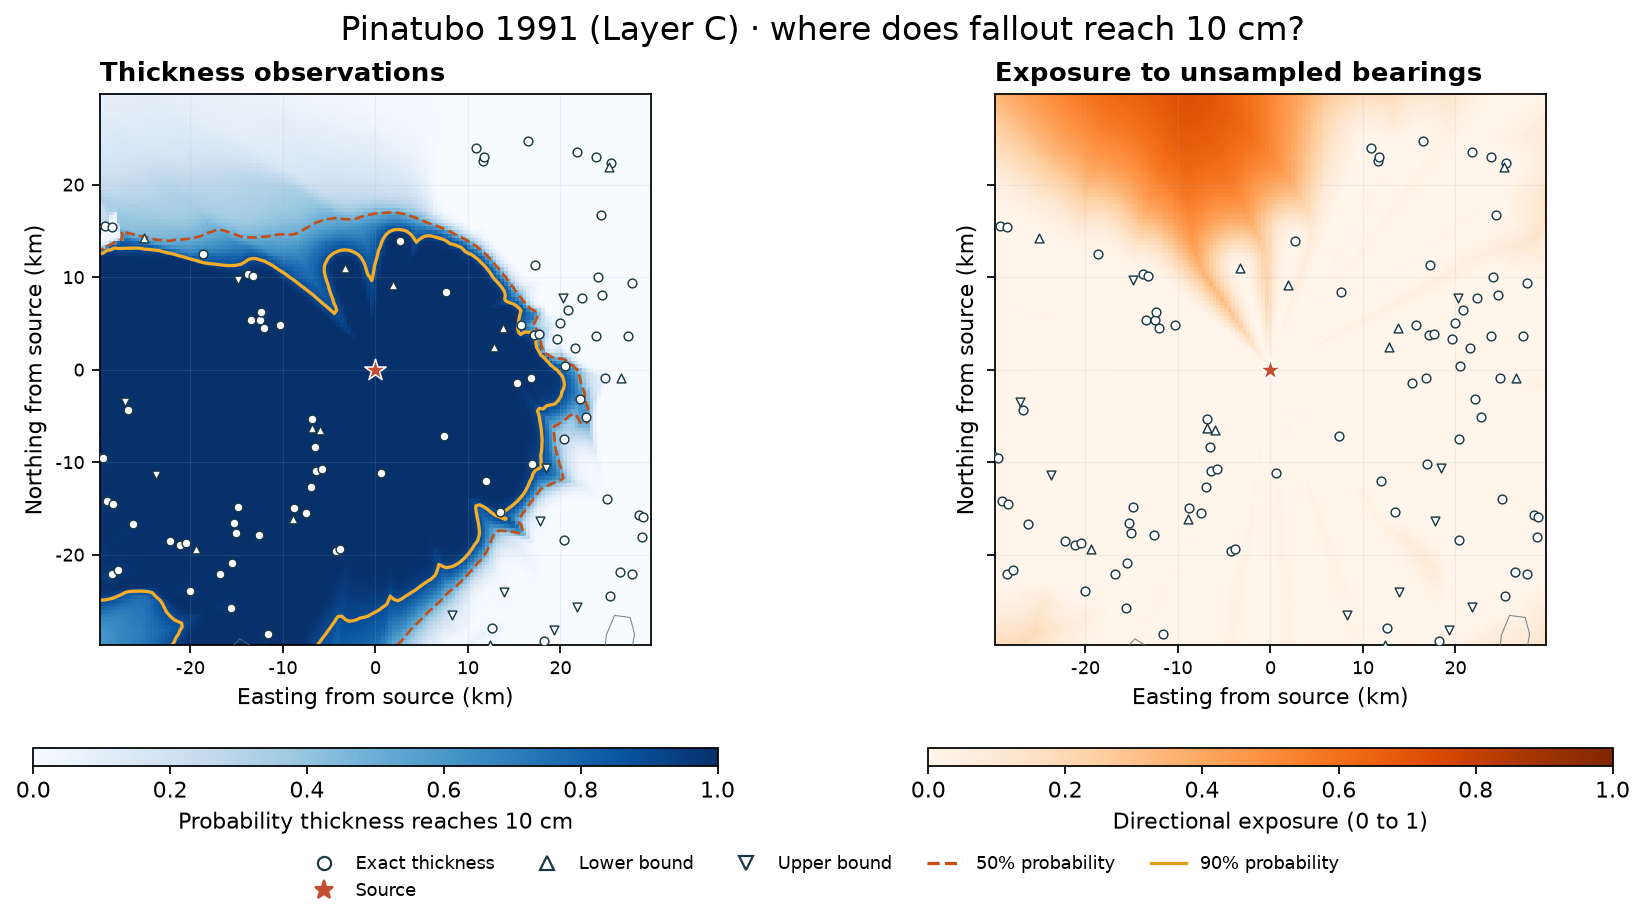 Pinatubo 1991 (Layer C) · where does fallout reach 10 cm?
Thickness observations
Exposure to unsampled bearings
Northing from source (km)
20
10
0
-10
-20
-20 -10 0 10 20
Easting from source (km)
Northing from source (km)
-20 -10 0 10 20
Easting from source (km)
0.0 0.2 0.4 0.6 0.8 1.0
Probability thickness reaches 10 cm
0.0 0.2 0.4 0.6 0.8 1.0
Directional exposure (0 to 1)
Exact thickness Lower bound Upper bound 50% probability 90% probability
Source